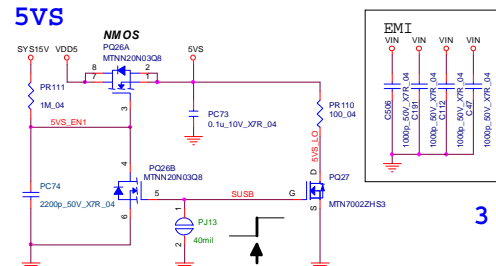 5VS
NMOS
EMI
SYS15V VDD5 PQ26A 5VS
MTNN20N03Q8
VIN VIN VIN VIN
8 2
7 1
3
PR111
1M_04
5VS_EN1
PC73
0.1u_10V_X7R_04
PR110
100_04
5VS_LO
C506
1000p_50V_X7R_04
C191
1000p_50V_X7R_04
C112
1000p_50V_X7R_04
C47
1000p_50V_X7R_04
4
PQ26B
MTNN20N03Q8
PC74
2200p_50V_X7R_04
5
SUSB
6
D
G
S
PQ27
MTN7002ZHS3
1
PJ13
40mil
2
3